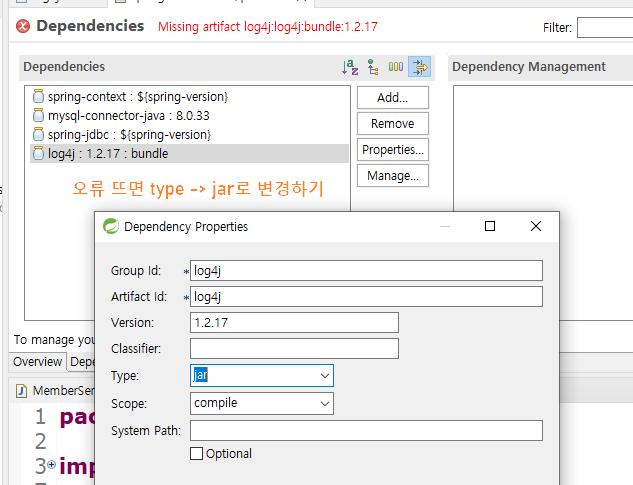 Dependencies Missing artifact log4j:log4j:bundle:1.2.17
Filter:
Dependencies
Dependency Management
spring-context : ${spring-version}
mysql-connector-java : 8.0.33
spring-jdbc : ${spring-version}
log4j : 1.2.17 : bundle
Add...
Remove
Properties...
Manage...
오류 뜨면 type -> jar로 변경하기
Dependency Properties
Group Id: *log4j
Artifact Id: *log4j
Version: 1.2.17
Classifier:
Type: jar
Scope: compile
System Path:
Optional
To manage you
Overview Depe
MemberSer
1 pac
2
3 imp